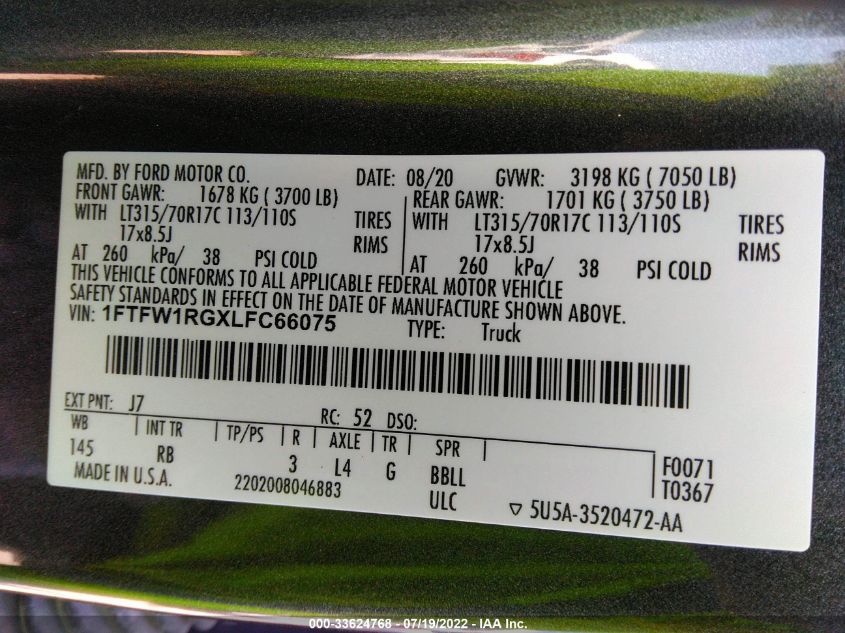 MFD. BY FORD MOTOR CO. DATE: 08/20 GVWR: 3198 KG ( 7050 LB)
FRONT GAWR: 1678 KG ( 3700 LB) REAR GAWR: 1701 KG ( 3750 LB)
WITH LT315/70R17C 113/110S TIRES WITH LT315/70R17C 113/110S TIRES
17x8.5J RIMS 17x8.5J RIMS
AT 260 kPa/ 38 PSI COLD AT 260 kPa/ 38 PSI COLD
THIS VEHICLE CONFORMS TO ALL APPLICABLE FEDERAL MOTOR VEHICLE
SAFETY STANDARDS IN EFFECT ON THE DATE OF MANUFACTURE SHOWN ABOVE.
VIN: 1FTFW1RGXLFC66075 TYPE: Truck
EXT PNT: J7 RC: 52 DSO:
WB INT TR TP/PS R AXLE TR SPR
145 RB 3 L4 G BBLL F0071
MADE IN U.S.A. 2202008046883 ULC T0367
▽ 5U5A-3520472-AA
000-33624768 - 07/19/2022 - IAA Inc.